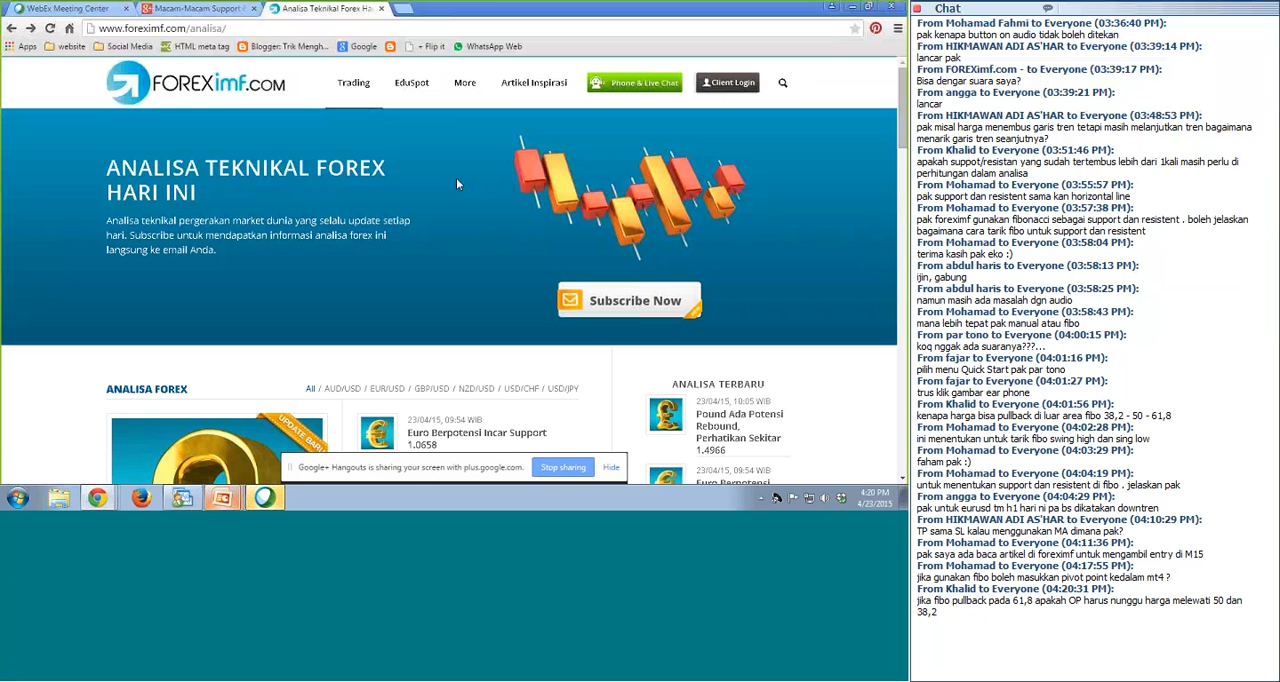 WebEx Meeting Center
Macam-Macam Support
Analisa Teknikal Forex Ha
www.foreximf.com/analisa/
Apps
website
Social Media
HTML meta tag
Blogger: Trik Mengh...
Google
+ Flip it
WhatsApp Web
FOREXimf.COM
Trading
EduSpot
More
Artikel Inspirasi
Phone & Live Chat
Client Login
ANALISA TEKNIKAL FOREX
HARI INI
Analisa teknikal pergerakan market dunia yang selalu update setiap
hari. Subscribe untuk mendapatkan informasi analisa forex ini
langsung ke email Anda.
Subscribe Now
ANALISA FOREX
All / AUD/USD / EUR/USD / GBP/USD / NZD/USD / USD/CHF / USD/JPY
UPDATE BAR
23/04/15, 09:54 WIB
Euro Berpotensi Incar Support
1.0658
ANALISA TERBARU
23/04/15, 10:05 WIB
Pound Ada Potensi
Rebound,
Perhatikan Sekitar
1.4966
23/04/15, 09:54 WIB
Euro Berpotensi
Google+ Hangouts is sharing your screen with plus.google.com.
Stop sharing
Hide
4:20 PM
4/23/2015
Chat
From Mohamad Fahmi to Everyone (03:36:40 PM):
pak kenapa button on audio tidak boleh ditekan
From HIKMAWAN ADI AS'HAR to Everyone (03:39:14 PM):
lancar pak
From FOREXimf.com - to Everyone (03:39:17 PM):
Bisa dengar suara saya?
From angga to Everyone (03:39:21 PM):
lancar
From HIKMAWAN ADI AS'HAR to Everyone (03:48:53 PM):
pak misal harga menembus garis tren tetapi masih melanjutkan tren bagaimana
menarik garis tren seanjutnya?
From Khalid to Everyone (03:51:46 PM):
apakah suppot/resistan yang sudah tertembus lebih dari 1kali masih perlu di
perhitungan dalam analisa
From Mohamad to Everyone (03:55:57 PM):
pak support dan resistent sama kan horizontal line
From Mohamad to Everyone (03:57:38 PM):
pak foreximf gunakan fibonacci sebagai support dan resistent . boleh jelaskan
bagaimana cara tarik fibo untuk support dan resistent
From Mohamad to Everyone (03:58:04 PM):
terima kasih pak eko :)
From abdul haris to Everyone (03:58:13 PM):
ijin, gabung
From abdul haris to Everyone (03:58:25 PM):
namun masih ada masalah dgn audio
From Mohamad to Everyone (03:58:43 PM):
mana lebih tepat pak manual atau fibo
From par tono to Everyone (04:00:15 PM):
koq nggak ada suaranya???...
From fajar to Everyone (04:01:16 PM):
pilih menu Quick Start pak par tono
From fajar to Everyone (04:01:27 PM):
trus klik gambar ear phone
From Khalid to Everyone (04:01:56 PM):
kenapa harga bisa pullback di luar area fibo 38,2 - 50 - 61,8
From Mohamad to Everyone (04:02:28 PM):
ini menentukan untuk tarik fibo swing high dan sing low
From Mohamad to Everyone (04:03:29 PM):
faham pak :)
From Mohamad to Everyone (04:04:19 PM):
untuk menentukan support dan resistent di fibo . jelaskan pak
From angga to Everyone (04:04:29 PM):
pak untuk eurusd tm h1 hari ni pa bs dikatakan downtren
From HIKMAWAN ADI AS'HAR to Everyone (04:10:29 PM):
TP sama SL kalau menggunakan MA dimana pak?
From Mohamad to Everyone (04:11:36 PM):
pak saya ada baca artikel di foreximf untuk mengambil entry di M15
From Mohamad to Everyone (04:17:55 PM):
jika gunakan fibo boleh masukkan pivot point kedalam mt4 ?
From Khalid to Everyone (04:20:31 PM):
jika fibo pullback pada 61,8 apakah OP harus nunggu harga melewati 50 dan
38,2